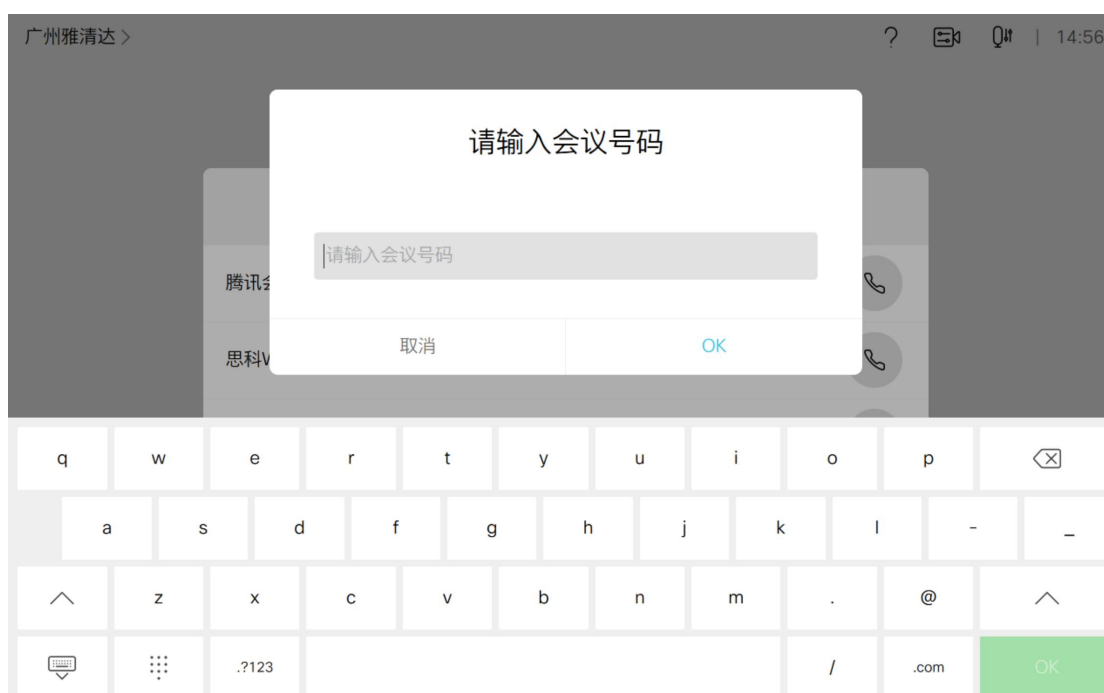 广州雅清达
14:56
请输入会议号码
请输入会议号码
腾讯会
思科W
取消 OK
q w e r t y u i o p
a s d f g h j k l - _
z x c v b n m . @
.?123 / .com OK